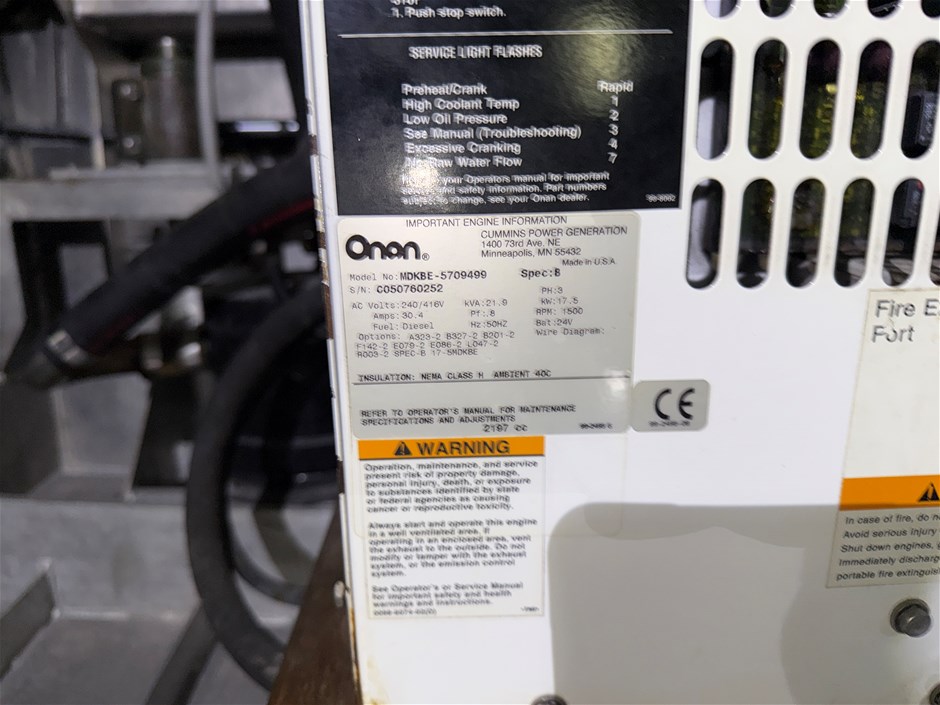 1. Push stop switch.
SERVICE LIGHT FLASHES
Preheat/Crank Rapid
High Coolant Temp 1
Low Oil Pressure 2
See Manual (Troubleshooting) 3
Excessive Cranking 4
Raw Water Flow 7
your Operators manual for important
and safety information. Part numbers
subject to change, see your Onan dealer.
IMPORTANT ENGINE INFORMATION
Onan®
CUMMINS POWER GENERATION
1400 73rd Ave. NE
Minneapolis, MN 55432
Made in U.S.A.
Model No:MDKBE-5709499 Spec:B
S/N: C050760252 PH:3
AC Volts:240/416V kVA:21.9 kW:17.5
Amps:30.4 Pf:.8 RPM:1500
Fuel:Diesel Hz:50HZ Bat:24V
Options: A323-2 B327-2 B201-2 Wire Diagram:
F142-2 E079-2 E086-2 L047-2
R003-2 SPEC-B 17-5MDKBE
INSULATION: NEMA CLASS H AMBIENT 40C
REFER TO OPERATOR'S MANUAL FOR MAINTENANCE
SPECIFICATIONS AND ADJUSTMENTS
2197 cc
CE
WARNING
Operation, maintenance, and service
present risk of property damage,
personal injury, death, or exposure
to substances identified by state
or federal agencies as causing
cancer or reproductive toxicity.
Always start and operate this engine
in a well ventilated area. If
operating in an enclosed area, vent
the exhaust to the outside. Do not
modify or tamper with the exhaust
system, or the emission control
system.
See Operator's or Service Manual
for important safety and health
warnings and instructions.
Fire
Port
In case of fire, do
Avoid serious injury
Shut down engines,
Immediately discharge
portable fire